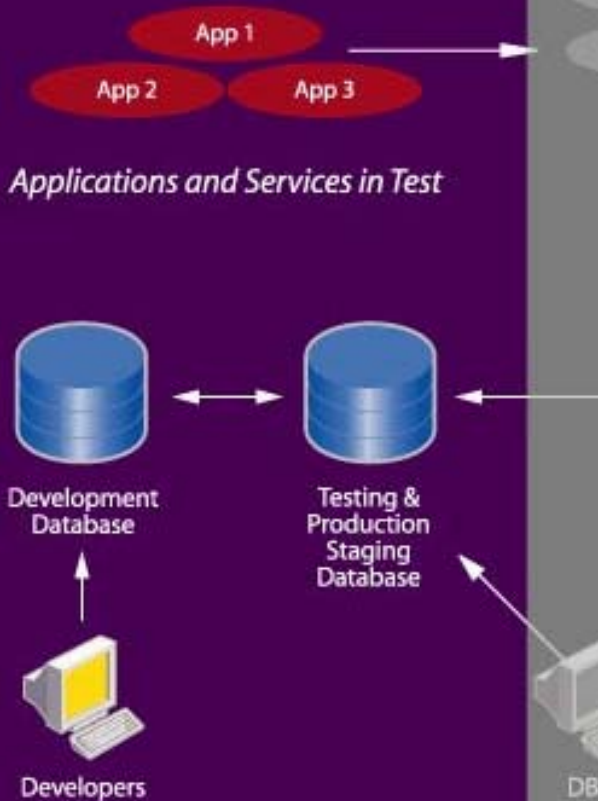 App 1
App 2
App 3
Applications and Services in Test
Development
Database
Testing &
Production
Staging
Database
Developers
DB